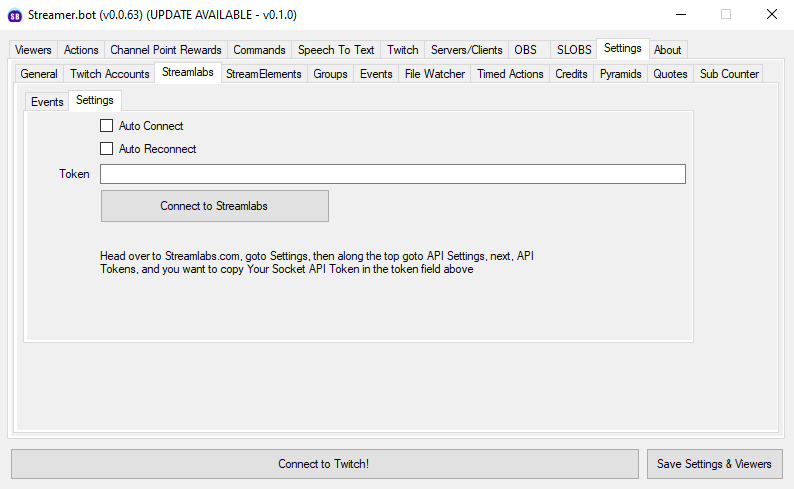 SB Streamer.bot (v0.0.63) (UPDATE AVAILABLE - v0.1.0)
Viewers Actions Channel Point Rewards Commands Speech To Text Twitch Servers/Clients OBS SLOBS Settings About
General Twitch Accounts Streamlabs StreamElements Groups Events File Watcher Timed Actions Credits Pyramids Quotes Sub Counter
Events Settings
Auto Connect
Auto Reconnect
Token
Connect to Streamlabs
Head over to Streamlabs.com, goto Settings, then along the top goto API Settings, next, API
Tokens, and you want to copy Your Socket API Token in the token field above
Connect to Twitch! Save Settings & Viewers